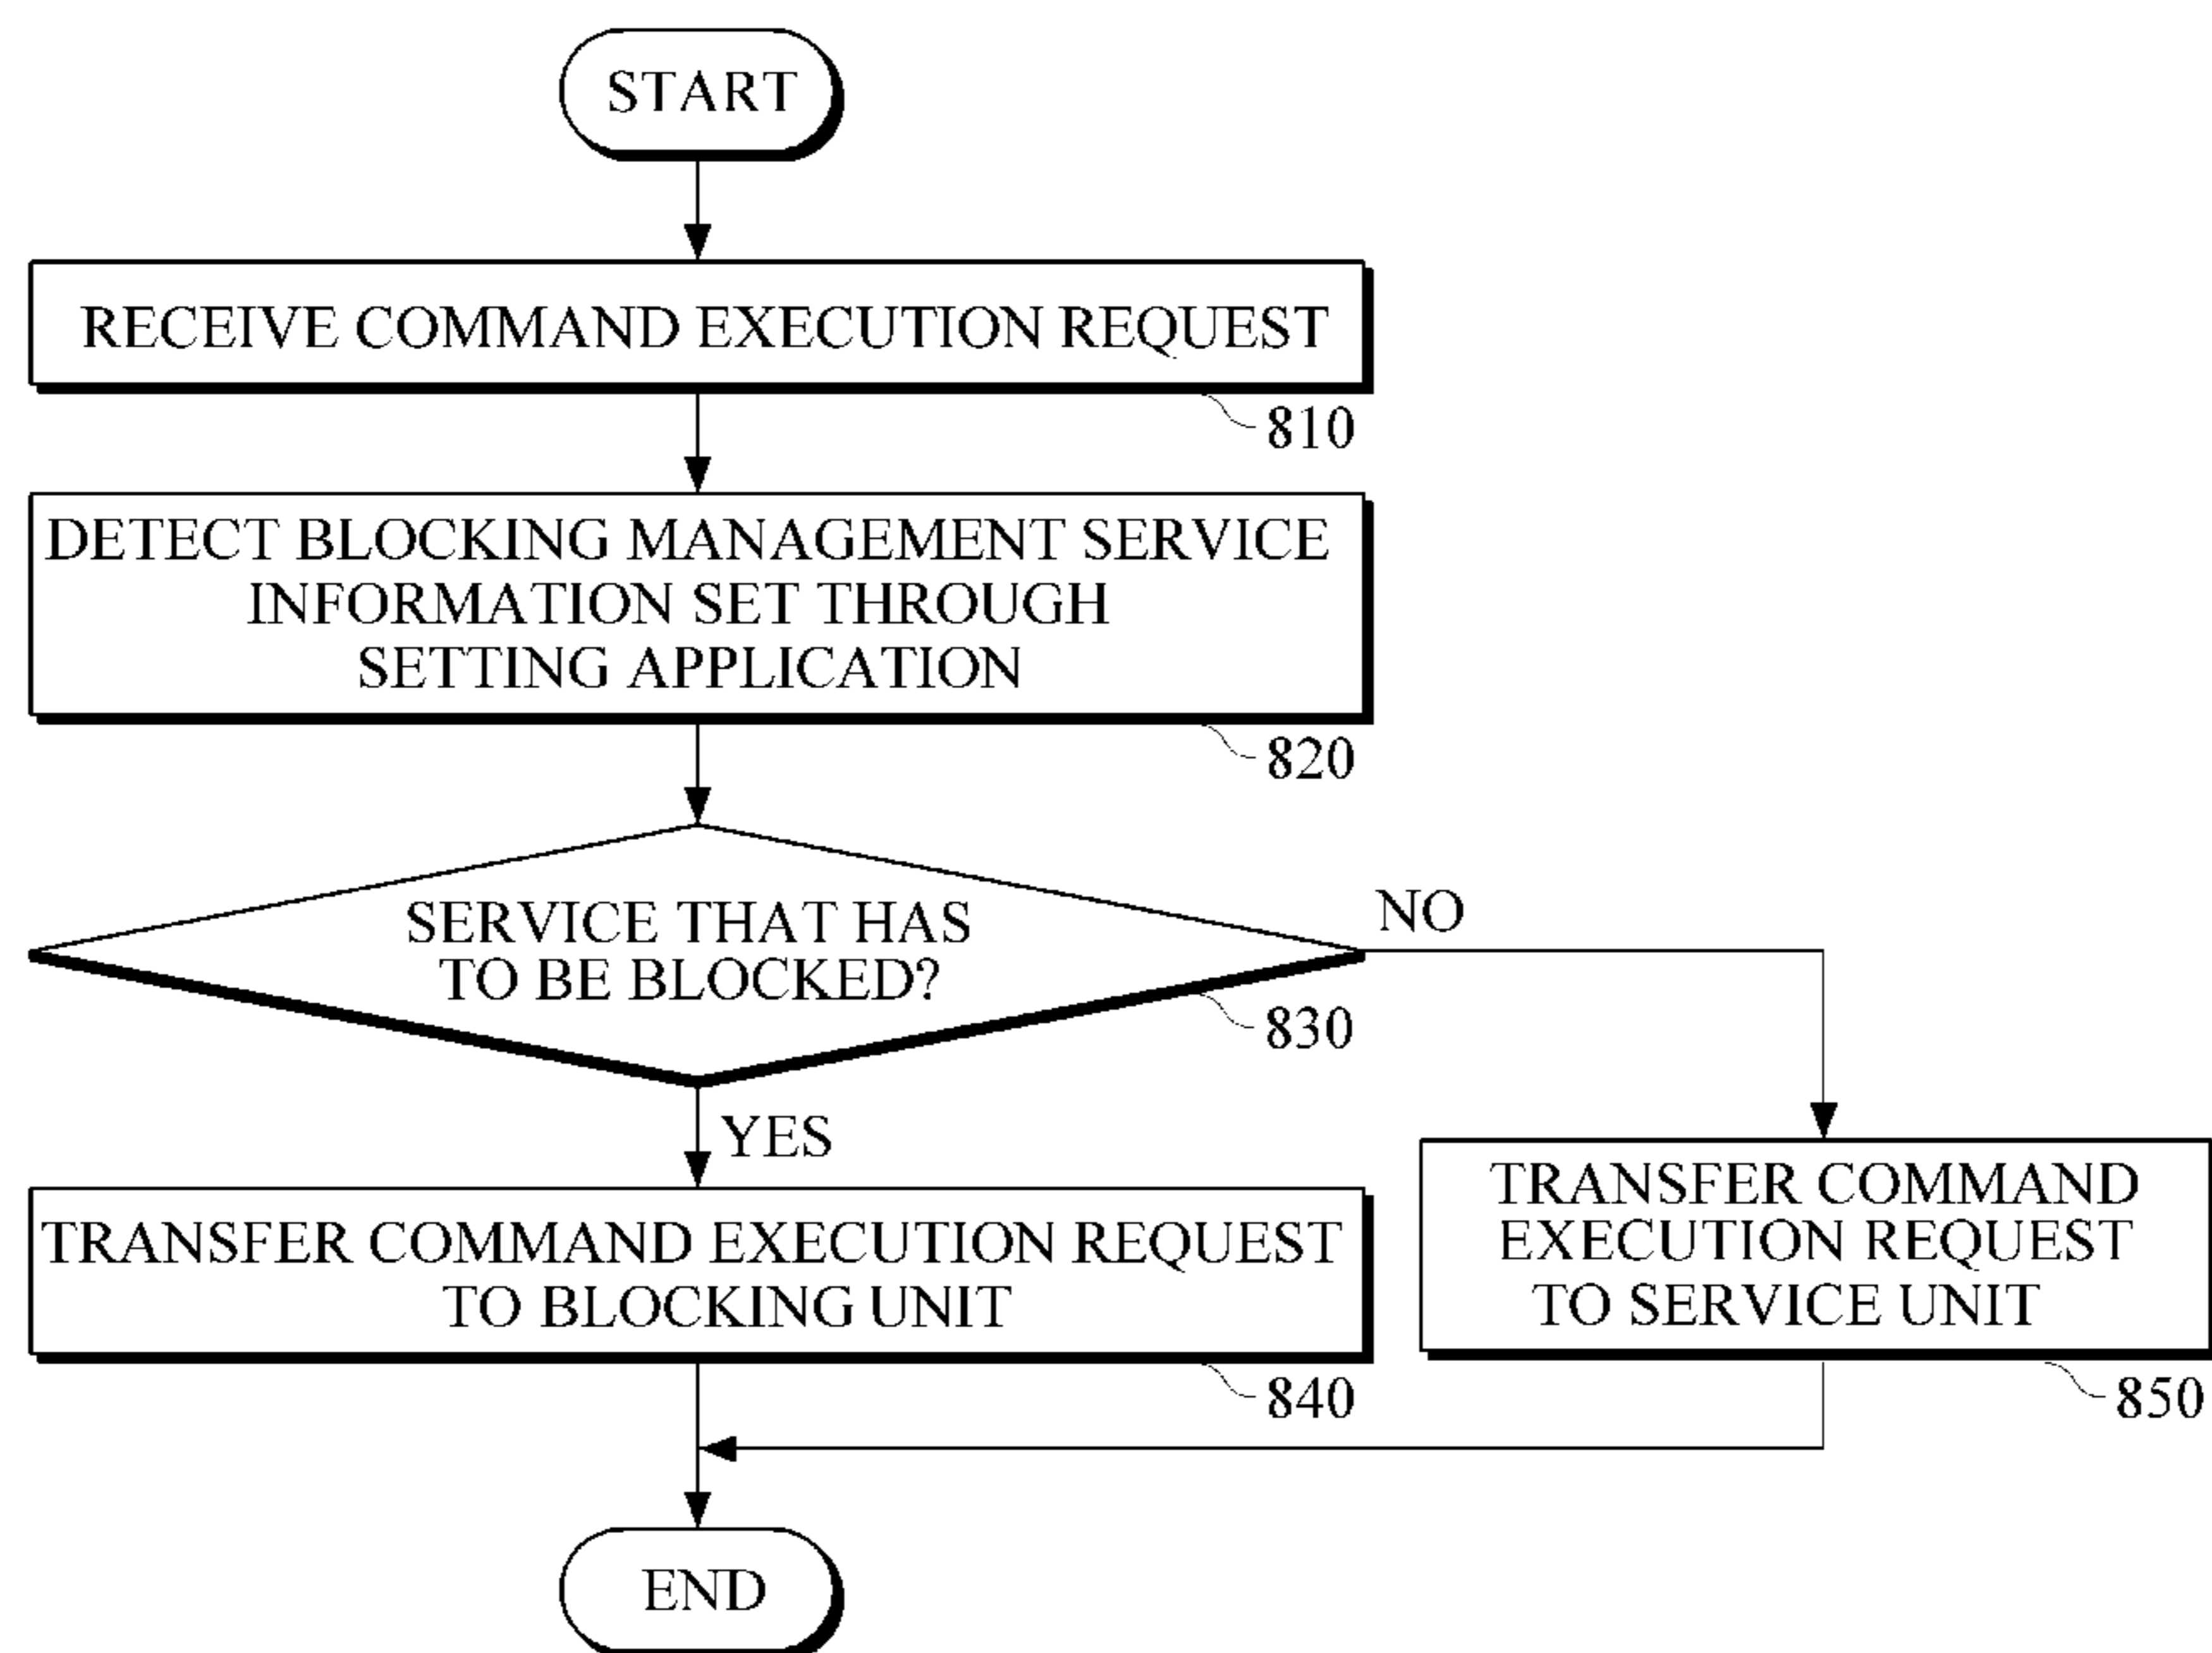 START
RECEIVE COMMAND EXECUTION REQUEST
810
DETECT BLOCKING MANAGEMENT SERVICE
INFORMATION SET THROUGH
SETTING APPLICATION
820
SERVICE THAT HAS
TO BE BLOCKED?
830
NO
YES
TRANSFER COMMAND EXECUTION REQUEST
TO BLOCKING UNIT
840
TRANSFER COMMAND
EXECUTION REQUEST
TO SERVICE UNIT
850
END